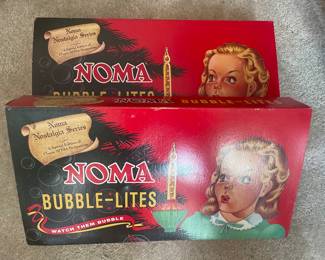 Noma
Nostalgia Series
NOMA
BUBBLE-LITES
Noma
Nostalgia Series
NOMA
BUBBLE-LITES
WATCH THEM BUBBLE